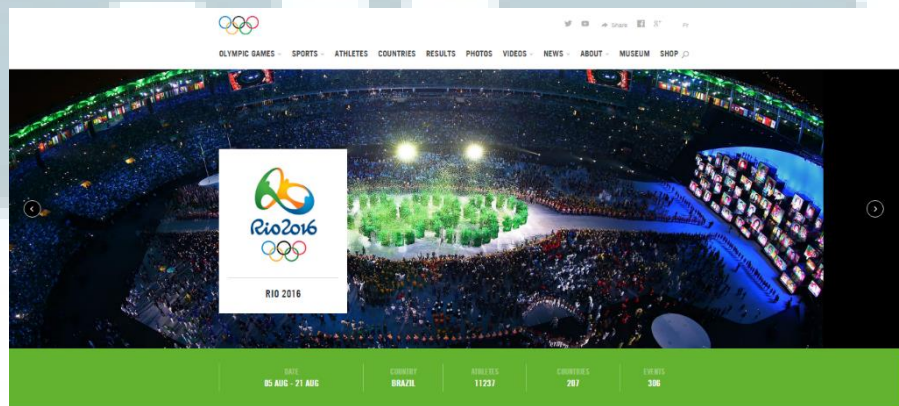 Share
OLYMPIC GAMES SPORTS ATHLETES COUNTRIES RESULTS PHOTOS VIDEOS NEWS ABOUT MUSEUM SHOP
Rio2016
RIO 2016
DATE COUNTRY ATHLETES COUNTRIES EVENTS
05 AUG - 21 AUG BRAZIL 11237 207 306